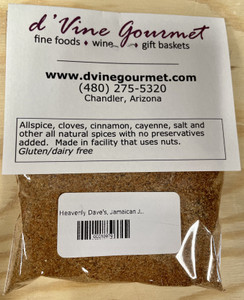 d'Vine Gourmet
fine foods ♦ wine ♦ gift baskets
www.dvinegourmet.com
(480) 275-5320
Chandler, Arizona
Allspice, cloves, cinnamon, cayenne, salt and
other all natural spices with no preservatives
added. Made in facility that uses nuts.
Gluten/dairy free
Heavenly Dave's, Jamaican J..